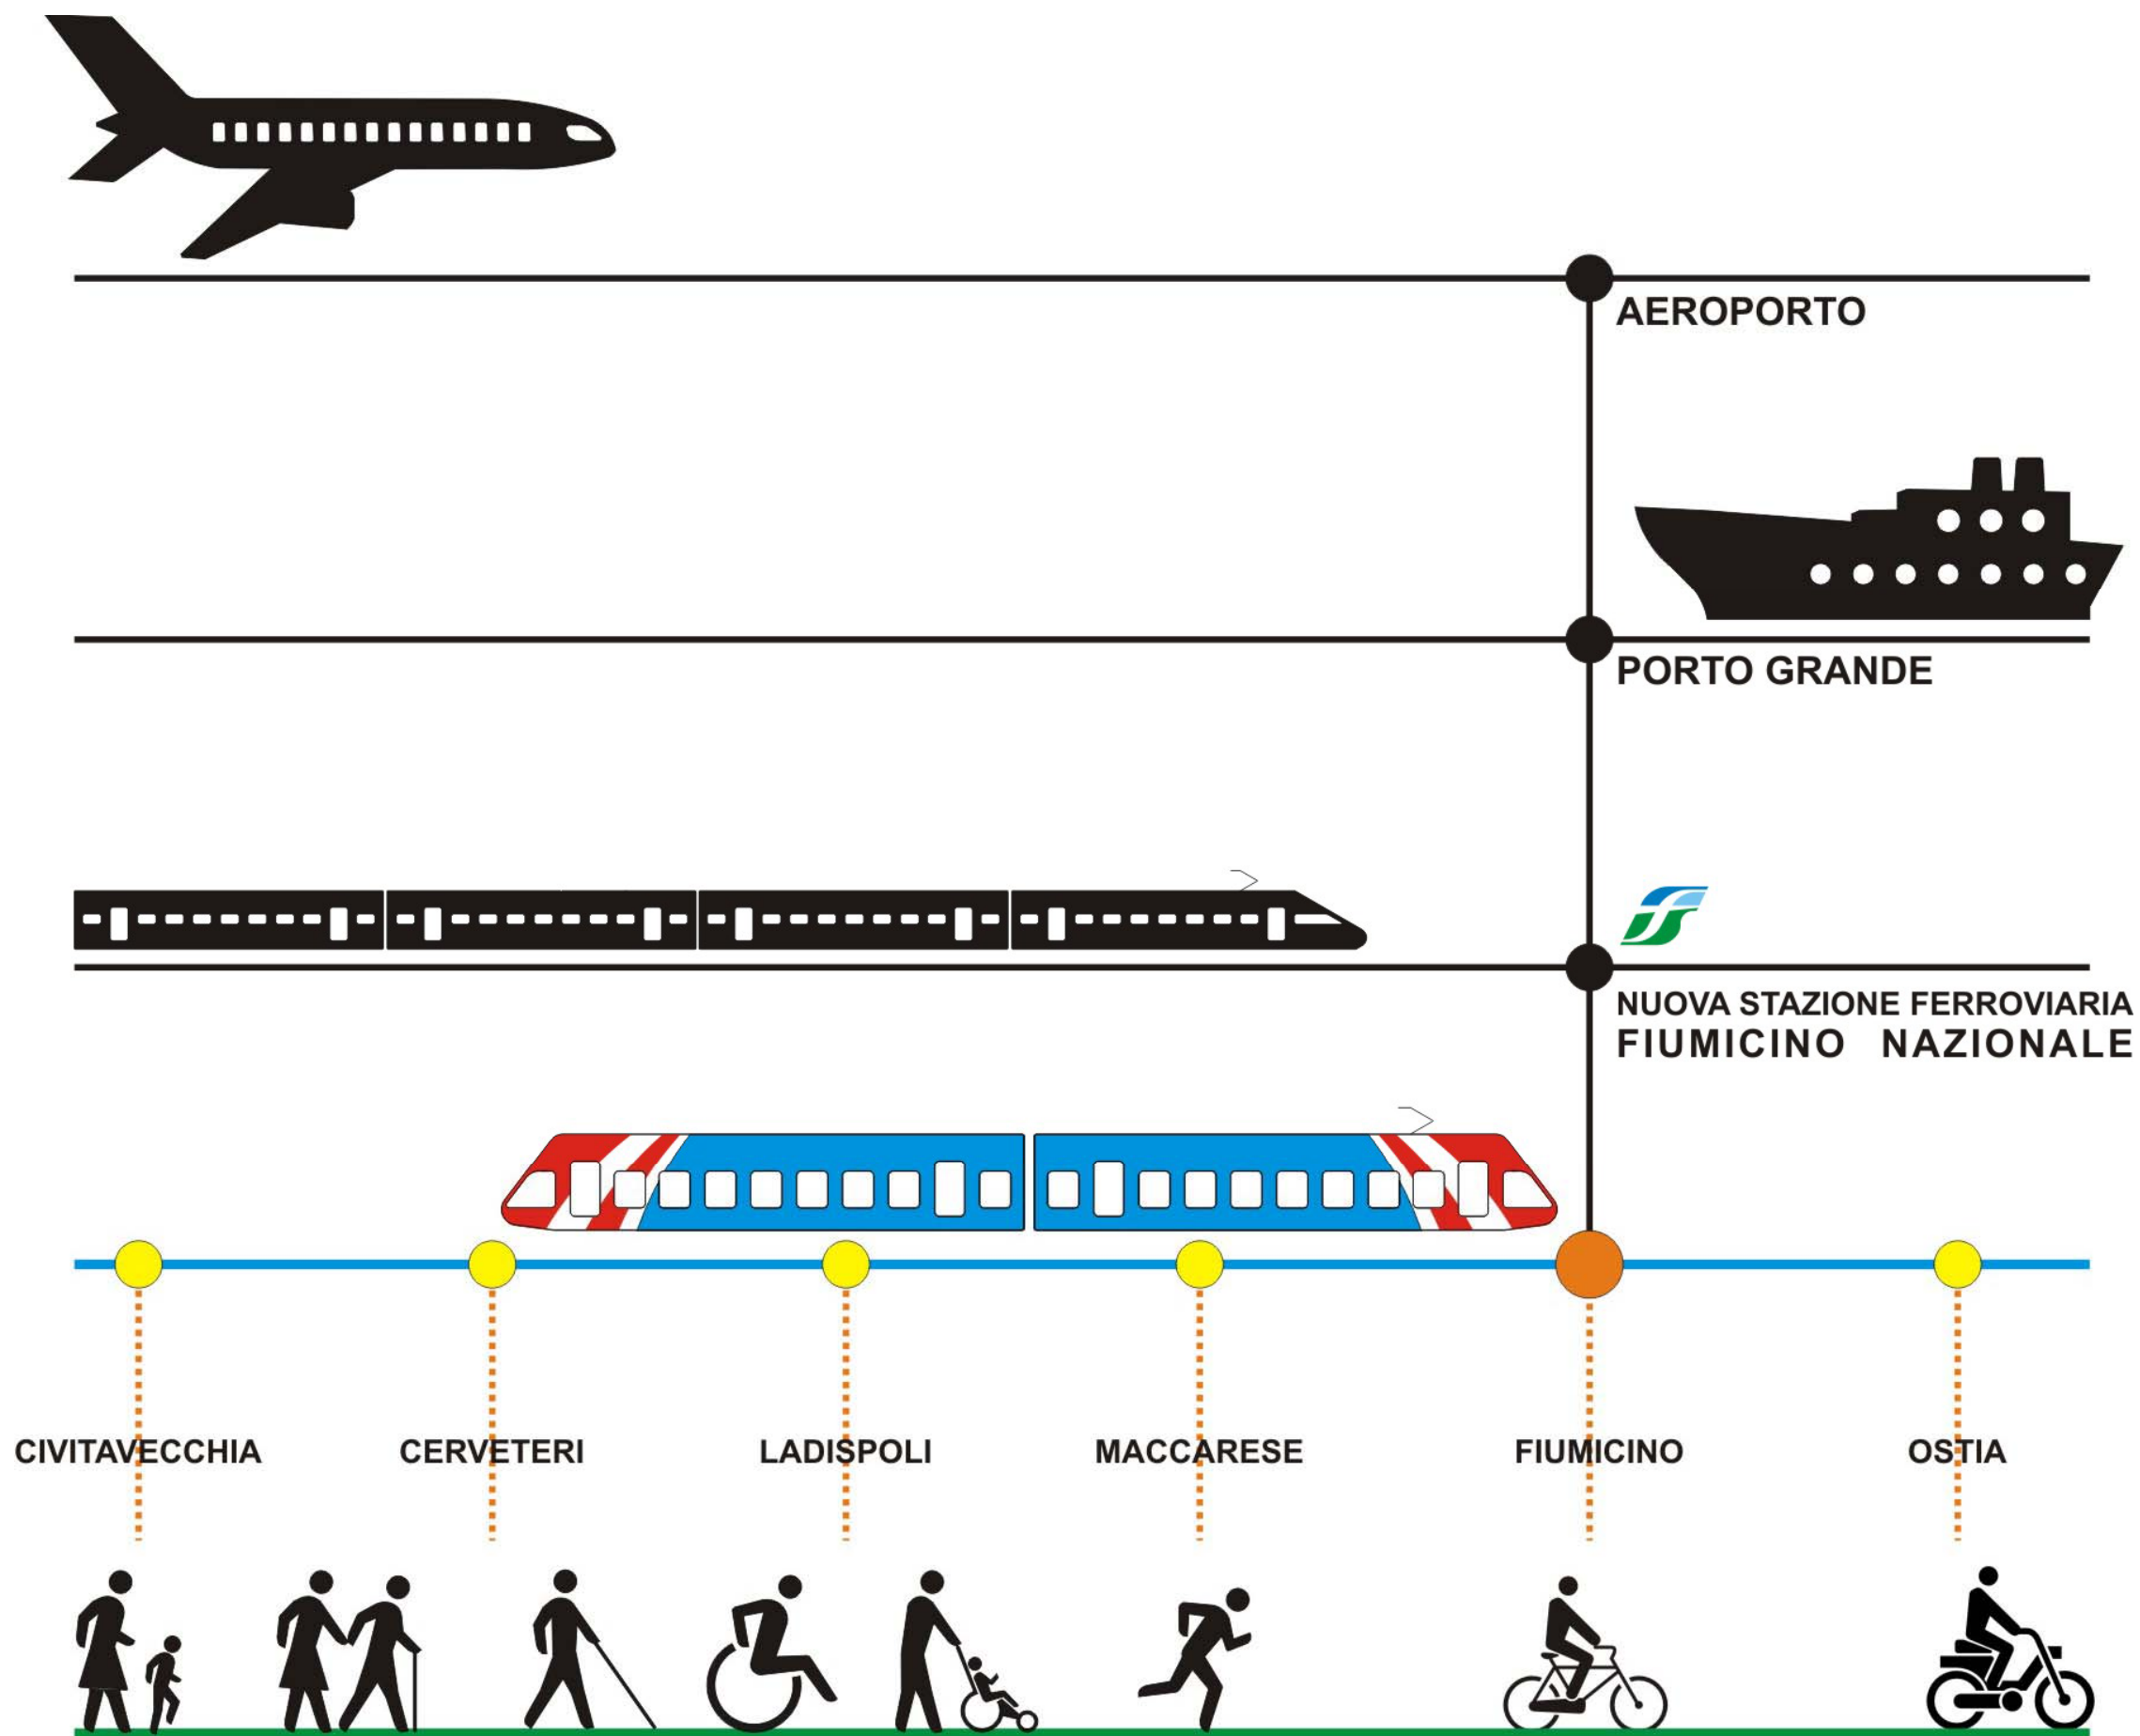 AEROPORTO
PORTO GRANDE
NUOVA STAZIONE FERROVIARIA
FIUMICINO NAZIONALE
CIVITAVECCHIA
CERVETERI
LADISPOLI
MACCARESE
FIUMICINO
OSTIA